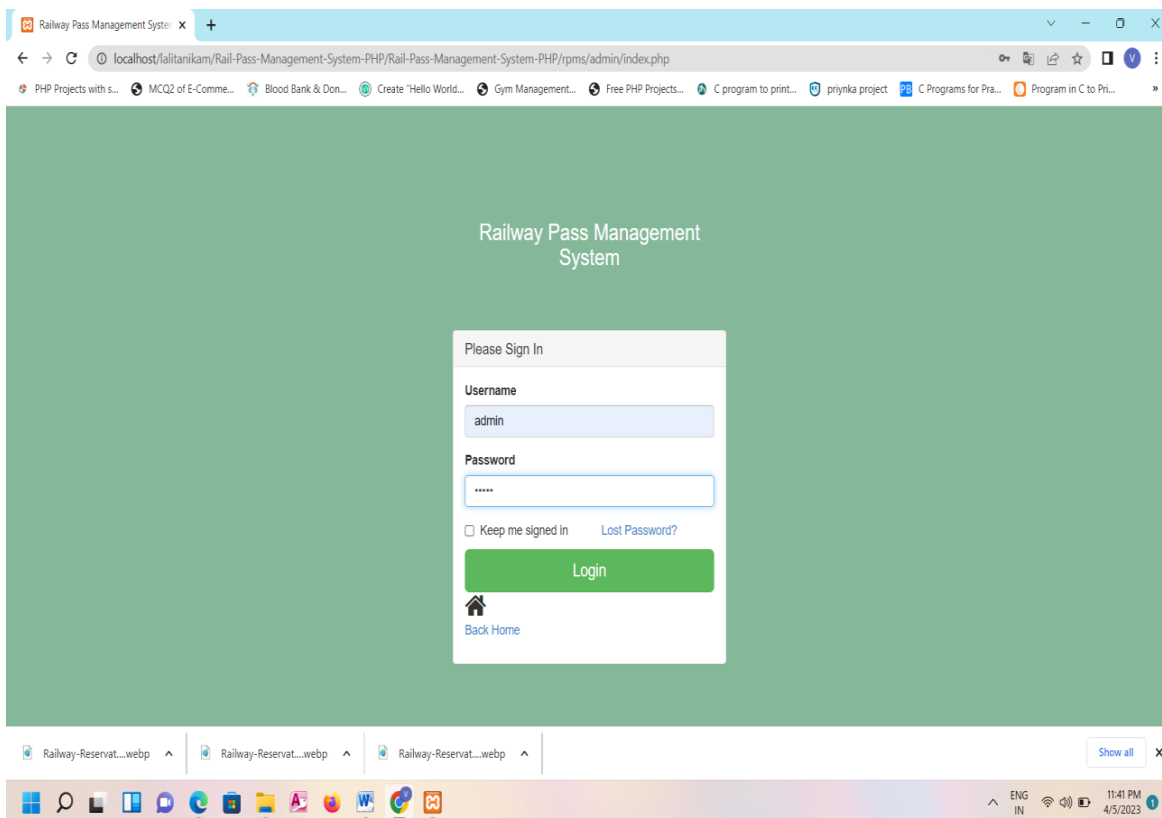 Railway Pass Management Syster
localhost/lalitanikam/Rail-Pass-Management-System-PHP/Rail-Pass-Management-System-PHP/rpms/admin/index.php
V
PHP Projects with s... MCQ2 of E-Comme... Blood Bank & Don... Create "Hello World... Gym Management... Free PHP Projects... C program to print... priynka project PB C Programs for Pra... Program in C to Pri... »
Railway Pass Management
System
Please Sign In
Username
admin
Password
•••••
Keep me signed in Lost Password?
Login
Back Home
Railway-Reservat....webp Railway-Reservat....webp Railway-Reservat....webp Show all
ENG
IN
11:41 PM
4/5/2023
1